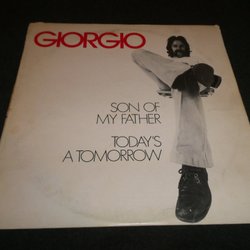 GIORGIO
SON OF
MY FATHER
TODAY'S
A TOMORROW